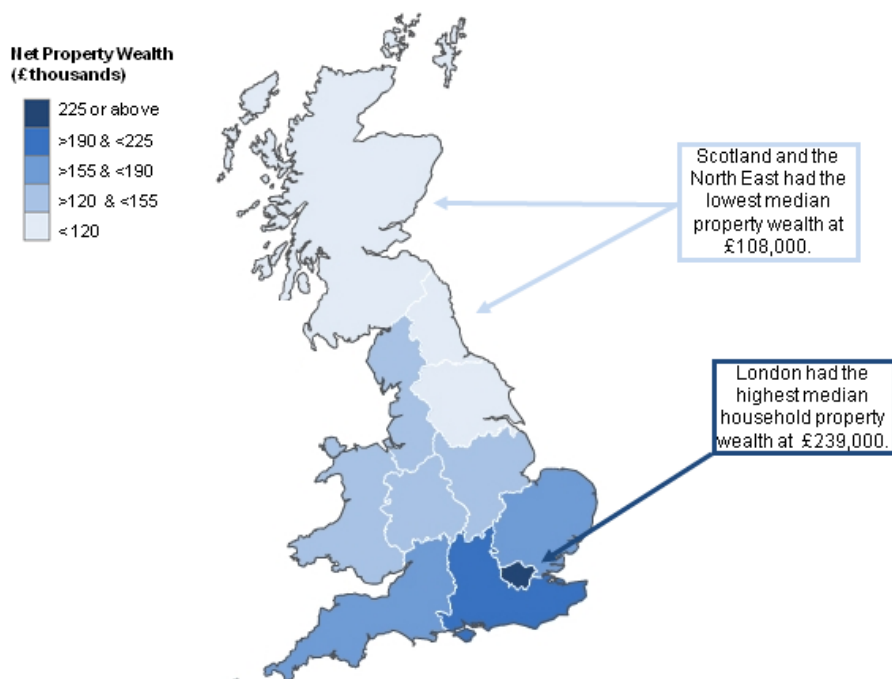 Net Property Wealth
(£ thousands)
225 or above
>190 & <225
>155 & <190
>120 & <155
<120
Scotland and the
North East had the
lowest median
property wealth at
£108,000.
London had the
highest median
household property
wealth at £239,000.